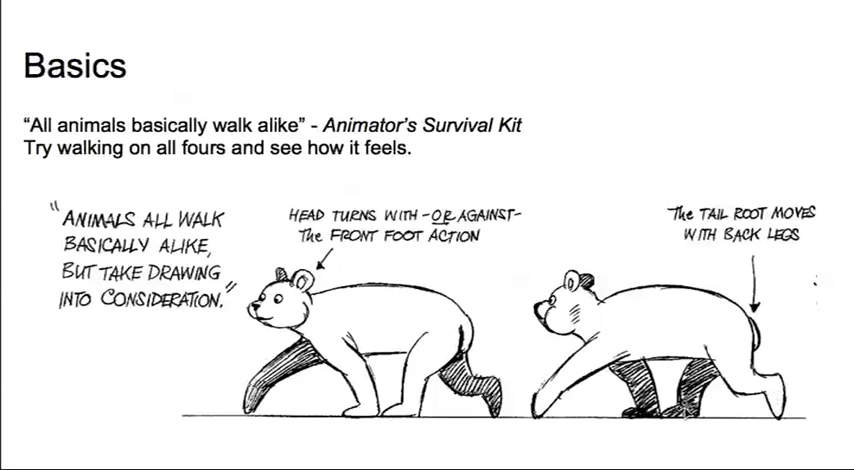 Basics
“All animals basically walk alike” - Animator’s Survival Kit
Try walking on all fours and see how it feels.
"ANIMALS ALL WALK
BASICALLY ALIKE,
BUT TAKE DRAWING
INTO CONSIDERATION."
HEAD TURNS WITH -OR AGAINST-
The FRONT FOOT ACTION
The TAIL ROOT MOVES
WITH BACK LEGS